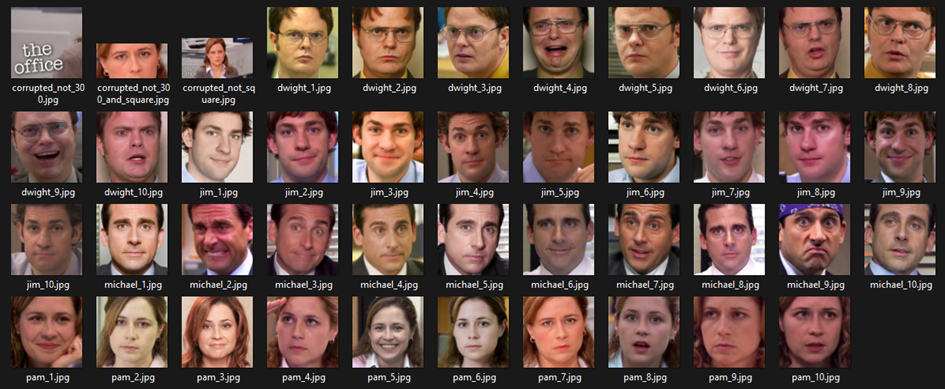 the
office
corrupted_not_30
0.jpg
corrupted_not_30
0_and_square.jpg
corrupted_not_sq
uare.jpg
dwight_1.jpg
dwight_2.jpg
dwight_3.jpg
dwight_4.jpg
dwight_5.jpg
dwight_6.jpg
dwight_7.jpg
dwight_8.jpg
dwight_9.jpg
dwight_10.jpg
jim_1.jpg
jim_2.jpg
jim_3.jpg
jim_4.jpg
jim_5.jpg
jim_6.jpg
jim_7.jpg
jim_8.jpg
jim_9.jpg
jim_10.jpg
michael_1.jpg
michael_2.jpg
michael_3.jpg
michael_4.jpg
michael_5.jpg
michael_6.jpg
michael_7.jpg
michael_8.jpg
michael_9.jpg
michael_10.jpg
pam_1.jpg
pam_2.jpg
pam_3.jpg
pam_4.jpg
pam_5.jpg
pam_6.jpg
pam_7.jpg
pam_8.jpg
pam_9.jpg
pam_10.jpg